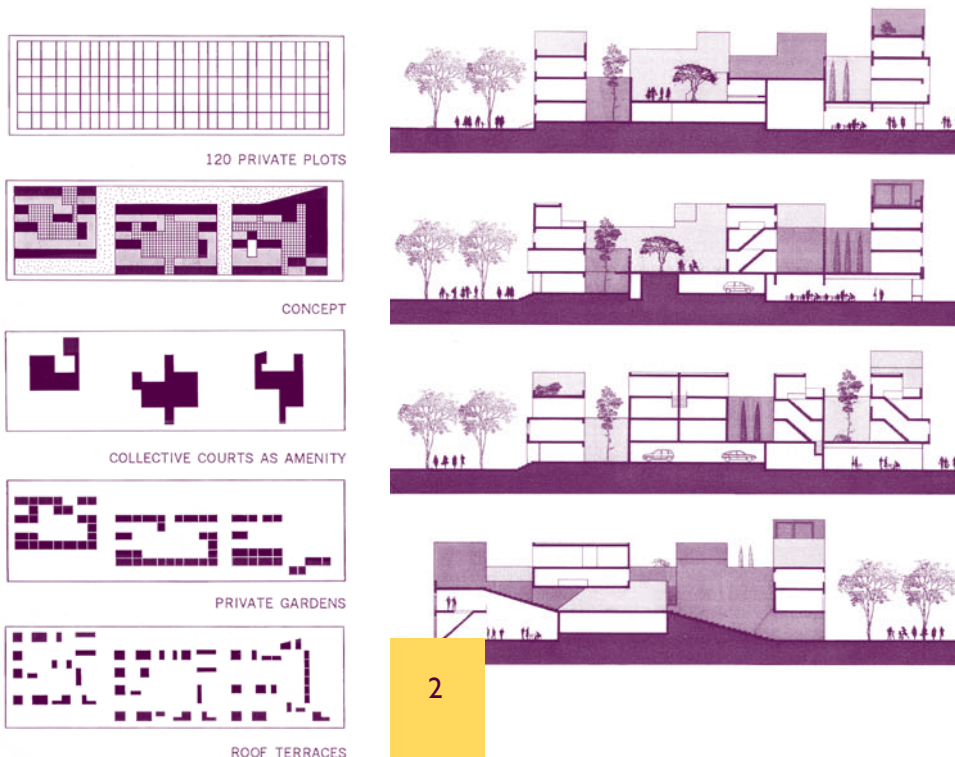 120 PRIVATE PLOTS
CONCEPT
COLLECTIVE COURTS AS AMENITY
PRIVATE GARDENS
ROOF TERRACES
2